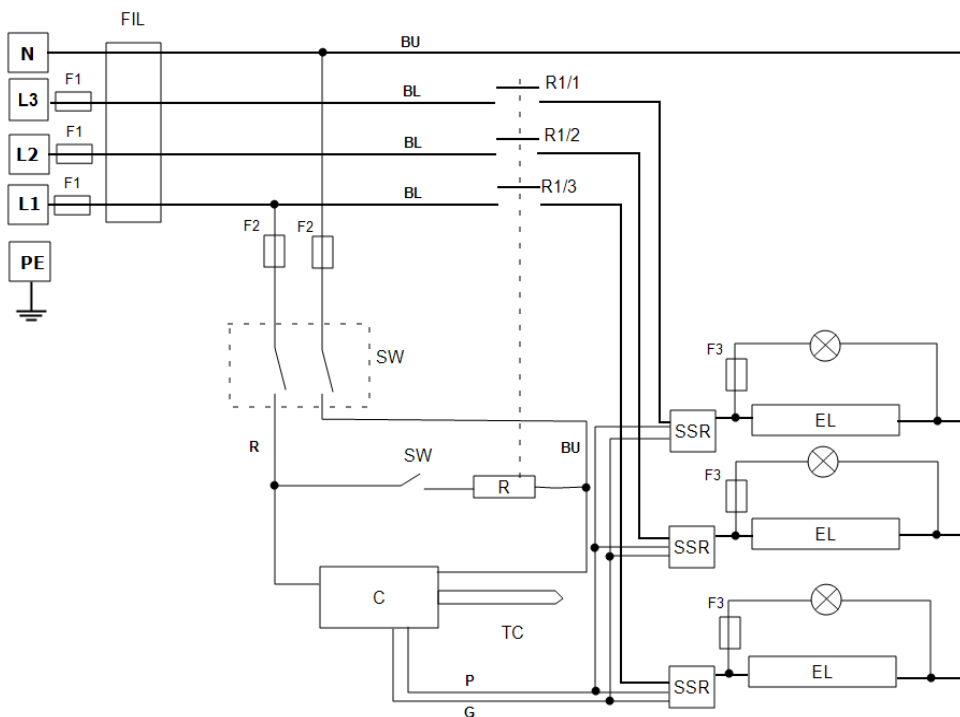 FIL
N
BU
F1
L3
BL
R1/1
F1
L2
BL
R1/2
F1
L1
BL
R1/3
F2
F2
PE
SW
F3
EL
SSR
R
SW
BU
R
F3
EL
SSR
C
TC
F3
EL
SSR
P
G